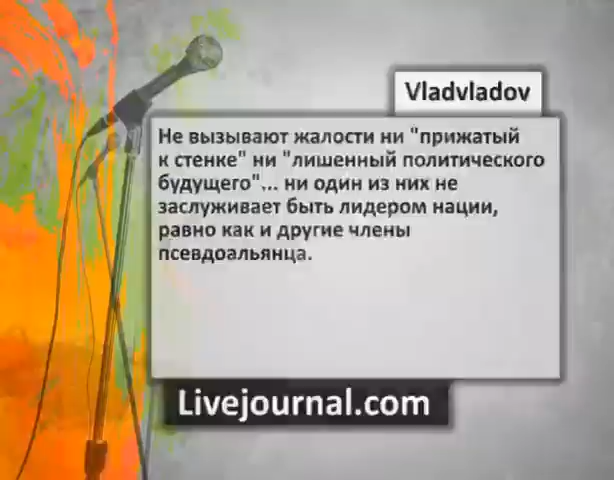 Vladvladov
Не вызывают жалости ни "прижатый
к стенке" ни "лишенный политического
будущего"... ни один из них не
заслуживает быть лидером нации,
равно как и другие члены
псевдоальянца.
Livejournal.com